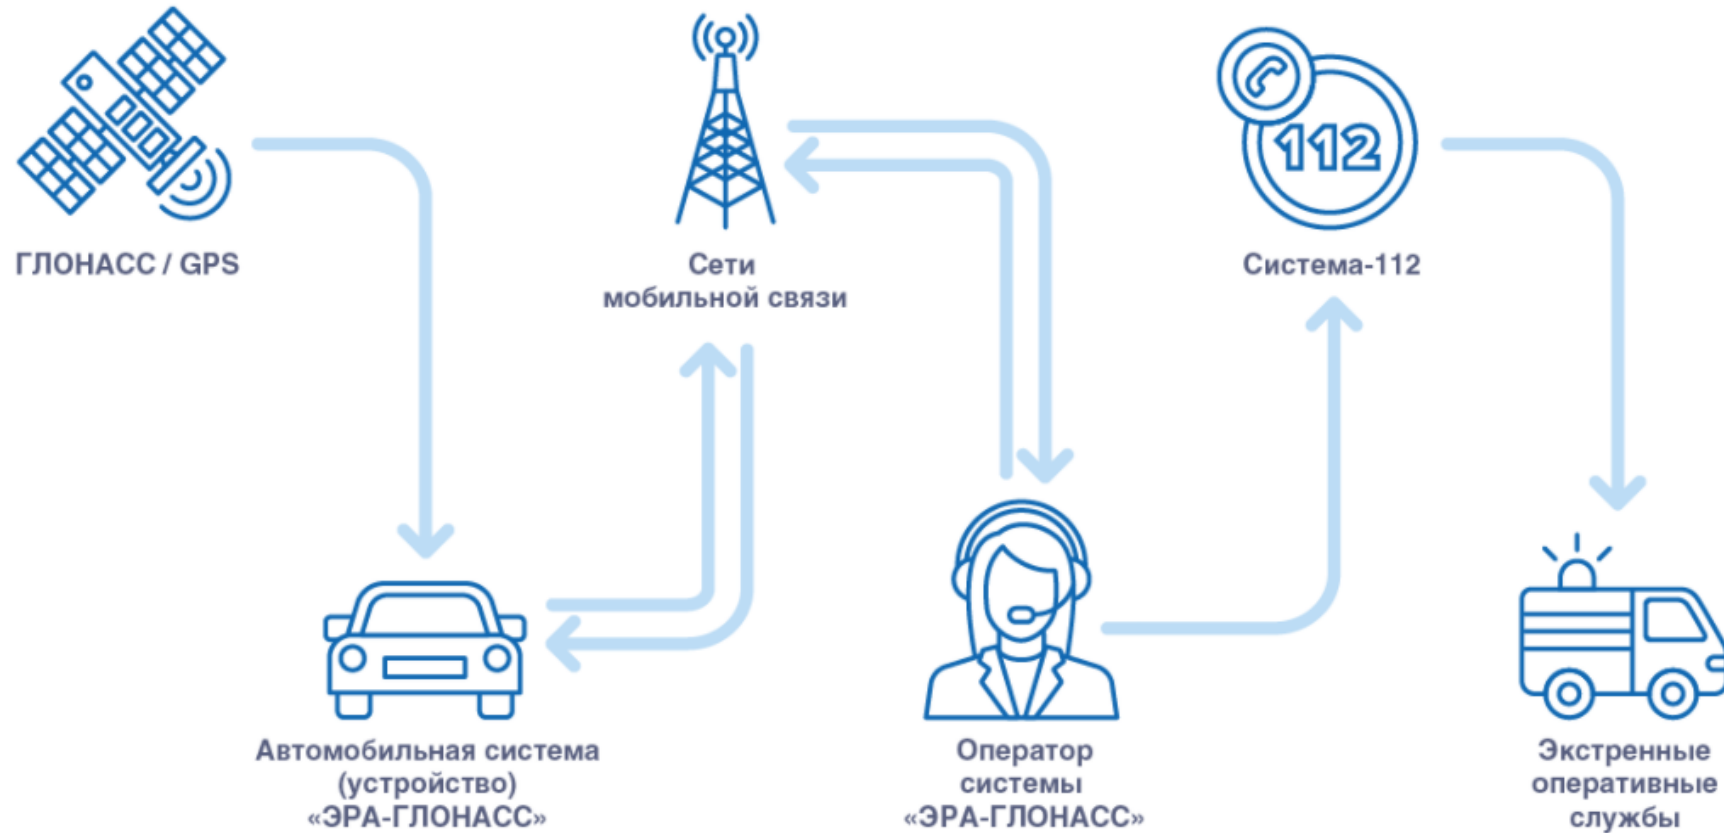 112
ГЛОНАСС / GPS
Сети
мобильной связи
Система-112
Автомобильная система
(устройство)
«ЭРА-ГЛОНАСС»
Оператор
системы
«ЭРА-ГЛОНАСС»
Экстренные
оперативные
службы